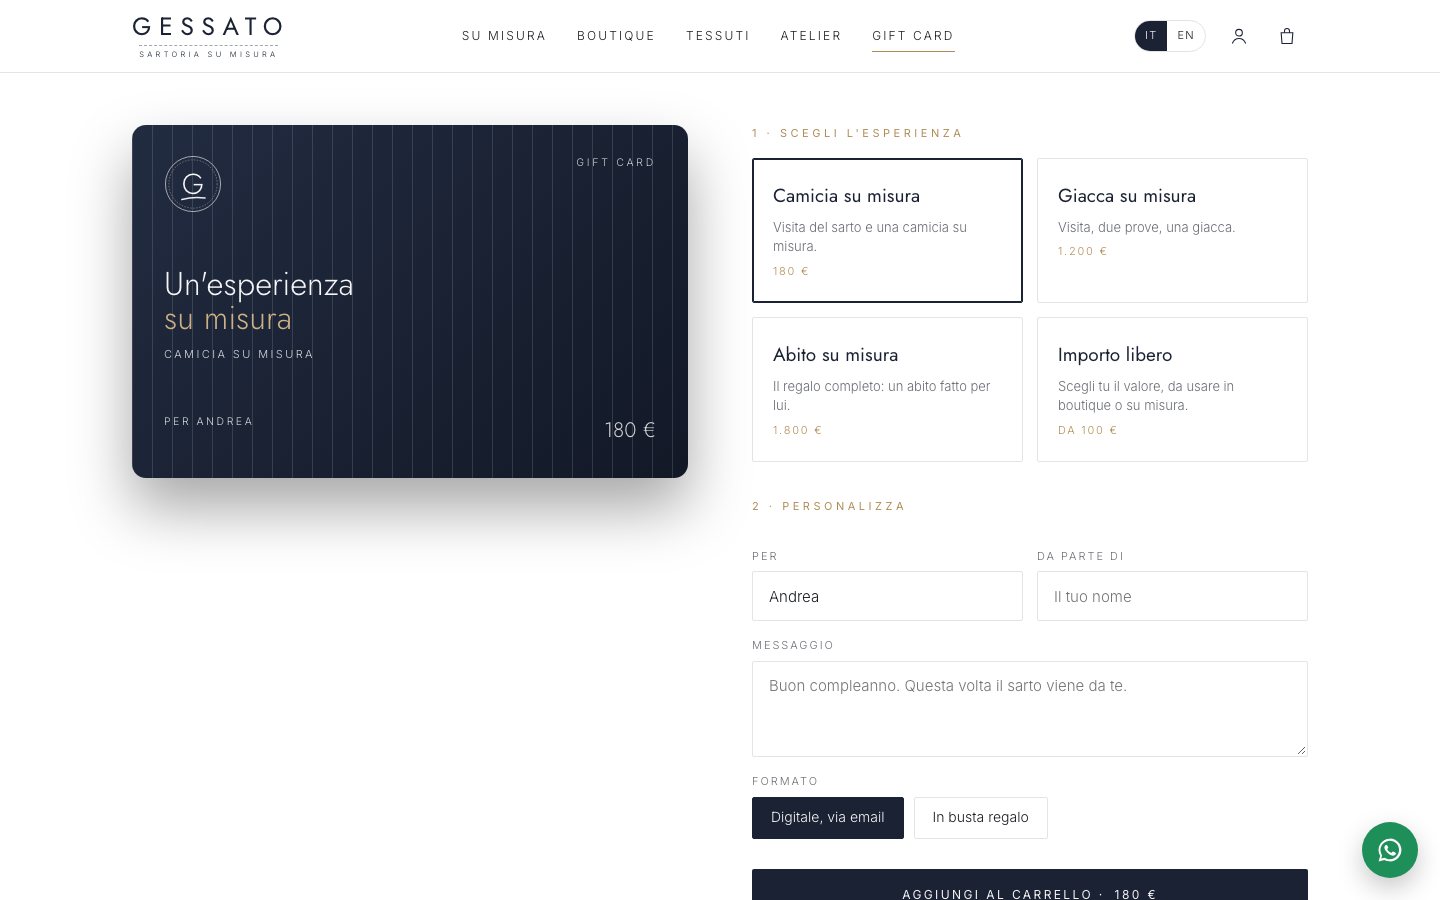 GESSATO
SARTORIA SU MISURA
SU MISURA
BOUTIQUE
TESSUTI
ATELIER
GIFT CARD
IT
EN
G
GIFT CARD
Un'esperienza
su misura
CAMICIA SU MISURA
PER ANDREA
180 €
1 · SCEGLI L'ESPERIENZA
Camicia su misura
Visita del sarto e una camicia su
misura.
180 €
Giacca su misura
Visita, due prove, una giacca.
1.200 €
Abito su misura
Il regalo completo: un abito fatto per
lui.
1.800 €
Importo libero
Scegli tu il valore, da usare in
boutique o su misura.
DA 100 €
2 · PERSONALIZZA
PER
DA PARTE DI
Andrea
Il tuo nome
MESSAGGIO
Buon compleanno. Questa volta il sarto viene da te.
FORMATO
Digitale, via email
In busta regalo
AGGIUNGI AL CARRELLO · 180 €